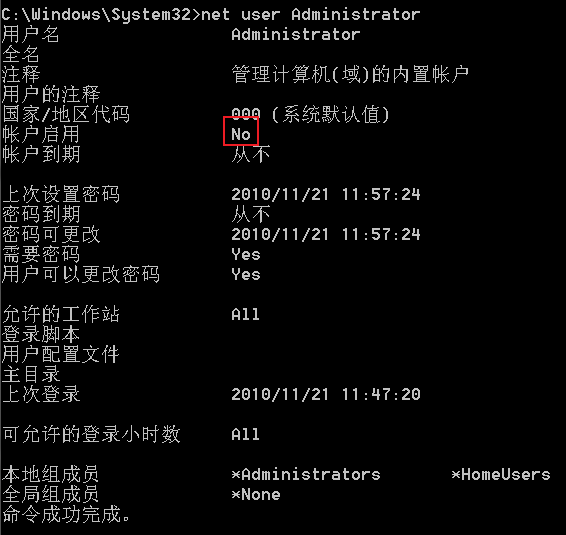 C:\Windows\System32>net user Administrator
用户名 Administrator
全名
注释 管理计算机(域)的内置帐户
用户的注释
国家/地区代码 000 (系统默认值)
帐户启用 No
帐户到期 从不
上次设置密码 2010/11/21 11:57:24
密码到期 从不
密码可更改 2010/11/21 11:57:24
需要密码 Yes
用户可以更改密码 Yes
允许的工作站 All
登录脚本
用户配置文件
主目录
上次登录 2010/11/21 11:47:20
可允许的登录小时数 All
本地组成员 *Administrators *HomeUsers
全局组成员 *None
命令成功完成。